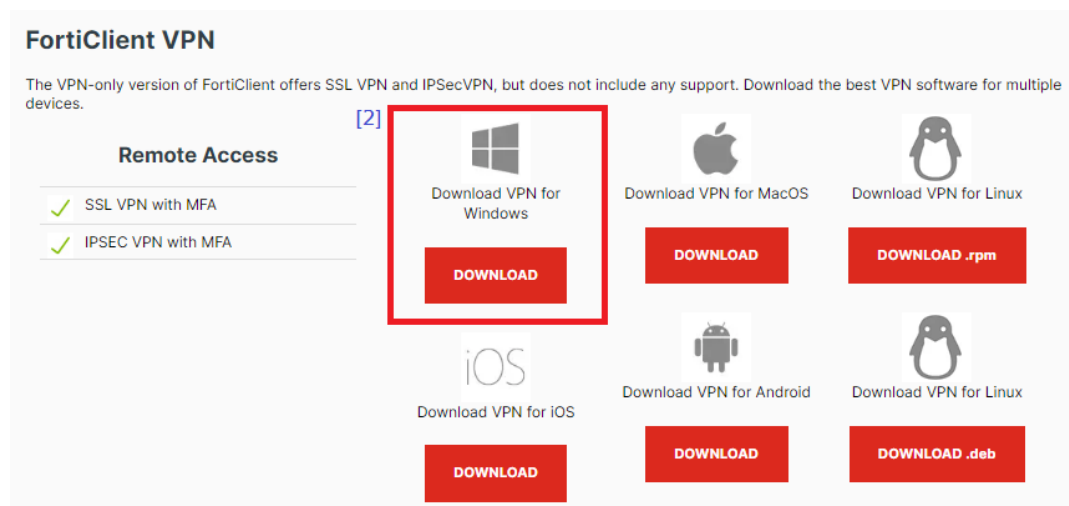 FortiClient VPN
The VPN-only version of FortiClient offers SSL VPN and IPSecVPN, but does not include any support. Download the best VPN software for multiple
devices.
[2]
Remote Access
SSL VPN with MFA
IPSEC VPN with MFA
Download VPN for
Windows
DOWNLOAD
Download VPN for MacOS
DOWNLOAD
Download VPN for Linux
DOWNLOAD .rpm
iOS
Download VPN for iOS
DOWNLOAD
Download VPN for Android
DOWNLOAD
Download VPN for Linux
DOWNLOAD .deb